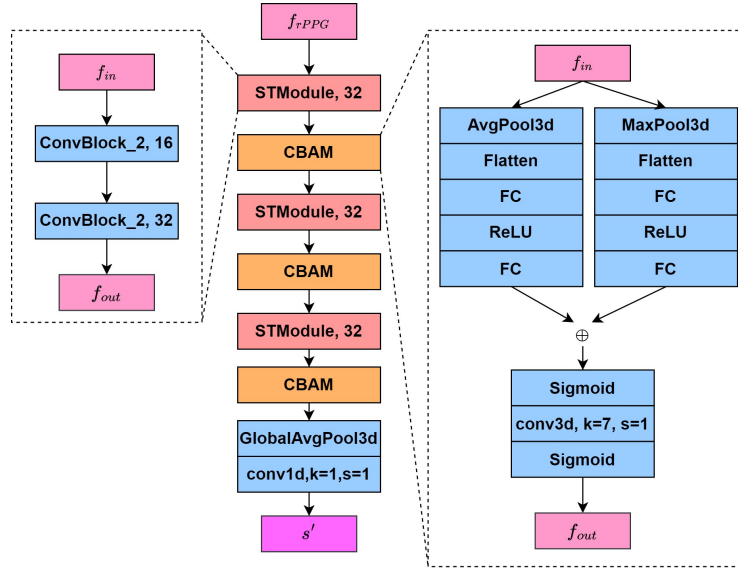 f_in
ConvBlock_2, 16
ConvBlock_2, 32
f_out
f_rPPG
STModule, 32
CBAM
STModule, 32
CBAM
STModule, 32
CBAM
GlobalAvgPool3d
conv1d,k=1,s=1
s′
f_in
AvgPool3d
Flatten
FC
ReLU
FC
MaxPool3d
Flatten
FC
ReLU
FC
⊕
Sigmoid
conv3d, k=7, s=1
Sigmoid
f_out